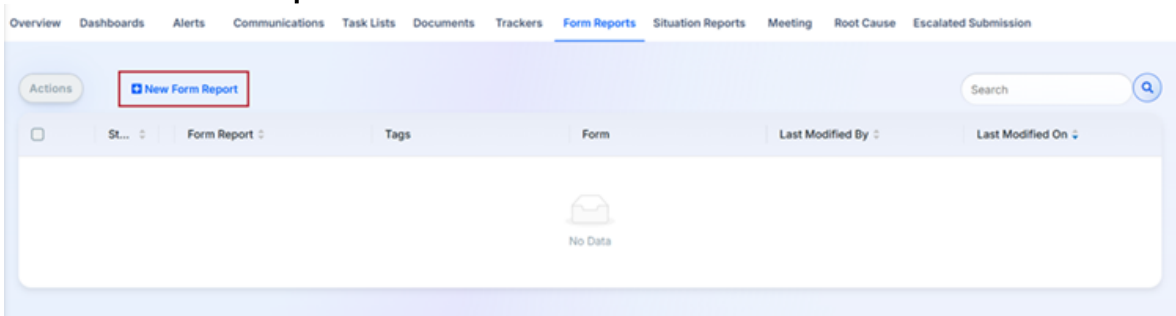 Overview Dashboards Alerts Communications Task Lists Documents Trackers Form Reports Situation Reports Meeting Root Cause Escalated Submission
Actions New Form Report Search
St... Form Report Tags Form Last Modified By Last Modified On
No Data